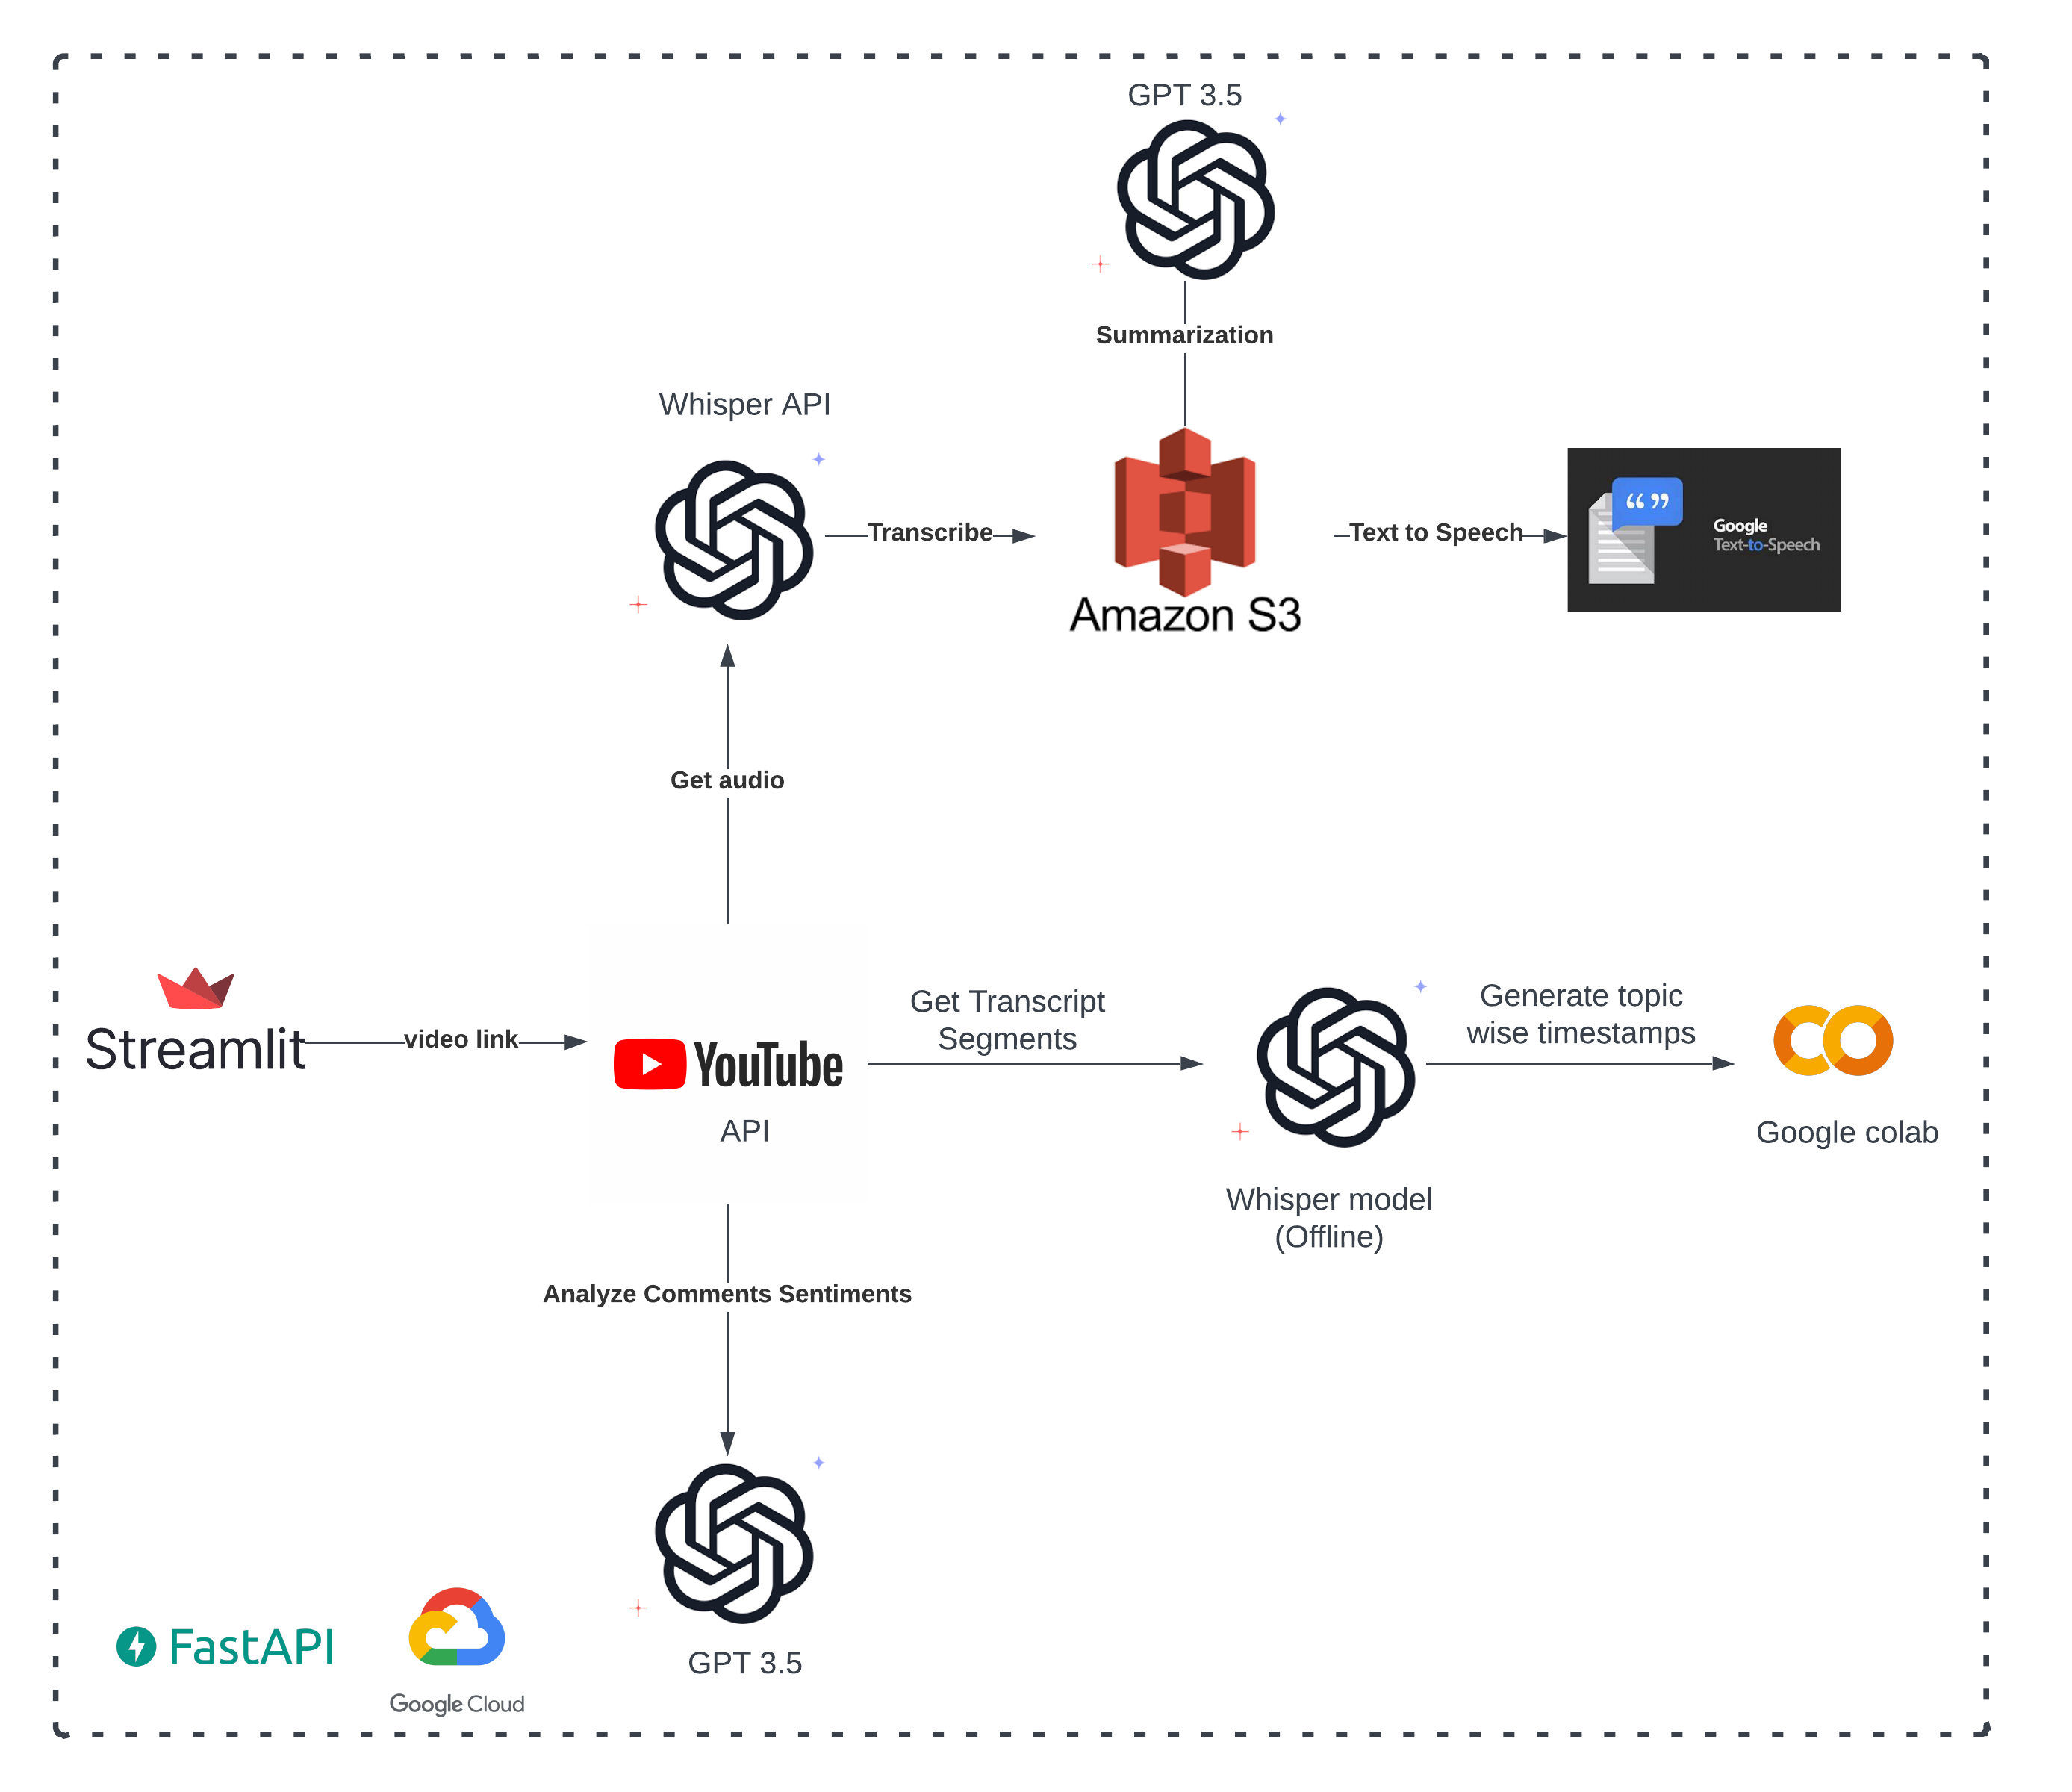 GPT 3.5
Summarization
Whisper API
Transcribe
Amazon S3
Text to Speech
“ ”
Google
Text-to-Speech
Get audio
Streamlit
video link
YouTube
API
Get Transcript
Segments
Whisper model
(Offline)
Generate topic
wise timestamps
Google colab
Analyze Comments Sentiments
GPT 3.5
FastAPI
Google Cloud